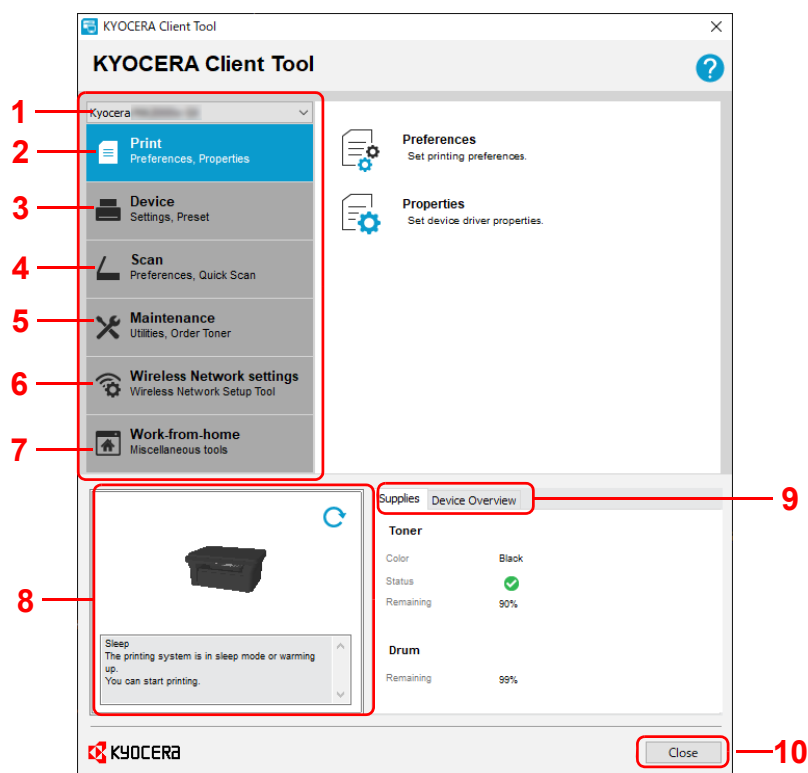 KYOCERA Client Tool
KYOCERA Client Tool
?
1
Kyocera
2
Print
Preferences, Properties
3
Device
Settings, Preset
4
Scan
Preferences, Quick Scan
5
Maintenance
Utilities, Order Toner
6
Wireless Network settings
Wireless Network Setup Tool
7
Work-from-home
Miscellaneous tools
Preferences
Set printing preferences.
Properties
Set device driver properties.
8
Sleep
The printing system is in sleep mode or warming
up.
You can start printing.
Supplies Device Overview
9
Toner
Color Black
Status
Remaining 90%
Drum
Remaining 99%
KYOCERA
Close
10